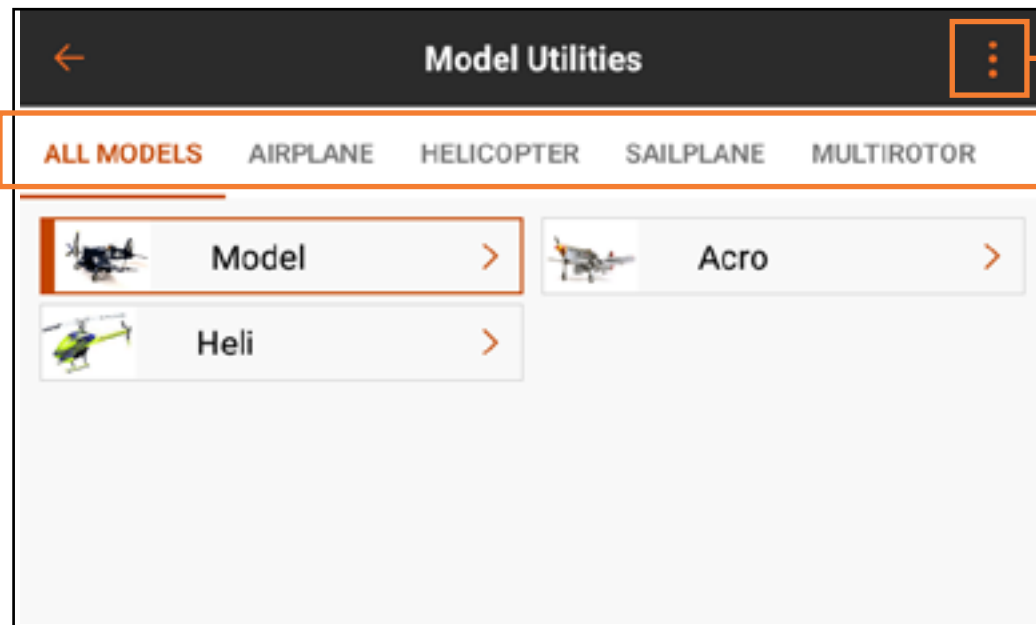 Model Utilities
ALL MODELS AIRPLANE HELICOPTER SAILPLANE MULTIROTOR
Model Acro
Heli